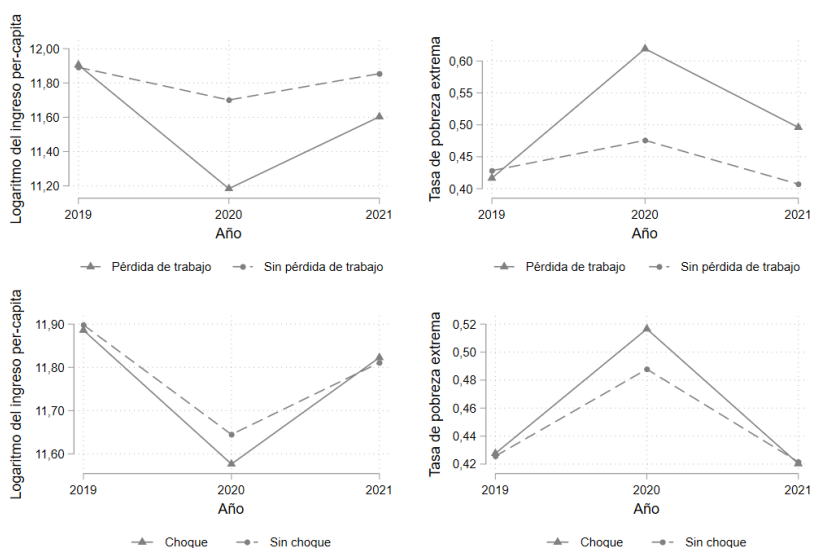 Logaritmo del ingreso per-capita
12,00
11,80
11,60
11,40
11,20
2019 2020 2021
Año
Pérdida de trabajo Sin pérdida de trabajo
Tasa de pobreza extrema
0,60
0,55
0,50
0,45
0,40
2019 2020 2021
Año
Pérdida de trabajo Sin pérdida de trabajo
Logaritmo del ingreso per-capita
11,90
11,80
11,70
11,60
2019 2020 2021
Año
Choque Sin choque
Tasa de pobreza extrema
0,52
0,50
0,48
0,46
0,44
0,42
2019 2020 2021
Año
Choque Sin choque